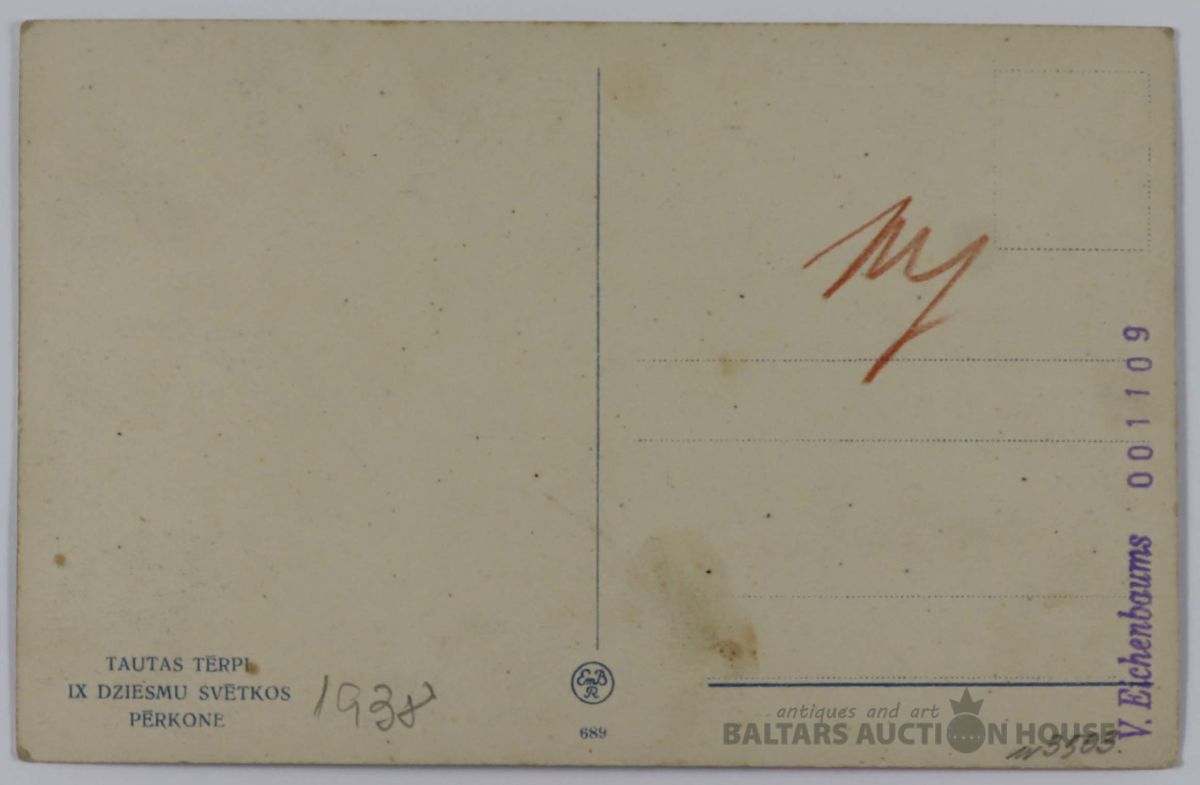 TAUTAS TĒRPI
IX DZIESMU SVĒTKOS
PĒRKONE
1938
689
V. Eichenbaums 001109
antiques and art
BALTARS AUCTION HOUSE